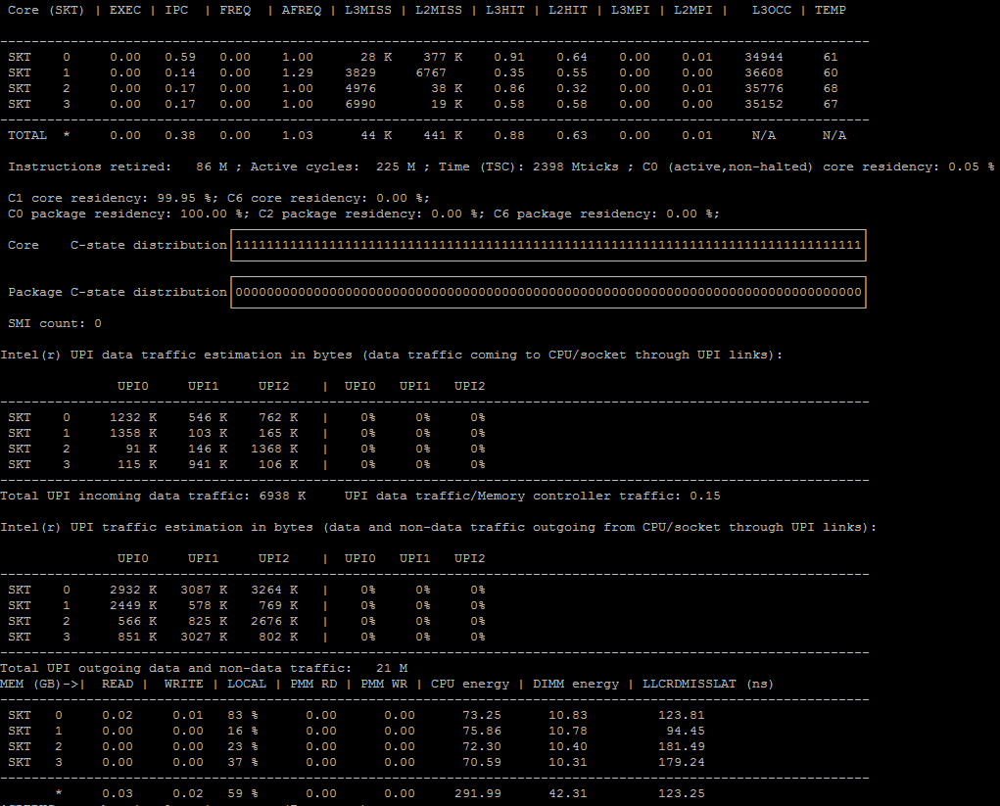 Core (SKT) | EXEC | IPC | FREQ | AFREQ | L3MISS | L2MISS | L3HIT | L2HIT | L3MPI | L2MPI | L3OCC | TEMP
---------------------------------------------------------------------------------------------------------------
SKT 0 0.00 0.59 0.00 1.00 28 K 377 K 0.91 0.64 0.00 0.01 34944 61
SKT 1 0.00 0.14 0.00 1.29 3829 6767 0.35 0.55 0.00 0.00 36608 60
SKT 2 0.00 0.17 0.00 1.00 4976 38 K 0.86 0.32 0.00 0.01 35776 68
SKT 3 0.00 0.17 0.00 1.00 6990 19 K 0.58 0.58 0.00 0.00 35152 67
---------------------------------------------------------------------------------------------------------------
TOTAL * 0.00 0.38 0.00 1.03 44 K 441 K 0.88 0.63 0.00 0.01 N/A N/A
Instructions retired: 86 M ; Active cycles: 225 M ; Time (TSC): 2398 Mticks ; C0 (active,non-halted) core residency: 0.05 %
C1 core residency: 99.95 %; C6 core residency: 0.00 %;
C0 package residency: 100.00 %; C2 package residency: 0.00 %; C6 package residency: 0.00 %;
Core C-state distribution 11111111111111111111111111111111111111111111111111111111111111111111111111111111
Package C-state distribution 00000000000000000000000000000000000000000000000000000000000000000000000000000000
SMI count: 0
Intel(r) UPI data traffic estimation in bytes (data traffic coming to CPU/socket through UPI links):
UPI0 UPI1 UPI2 | UPI0 UPI1 UPI2
---------------------------------------------------------------------------------------------------------------
SKT 0 1232 K 546 K 762 K | 0% 0% 0%
SKT 1 1358 K 103 K 165 K | 0% 0% 0%
SKT 2 91 K 146 K 1368 K | 0% 0% 0%
SKT 3 115 K 941 K 106 K | 0% 0% 0%
---------------------------------------------------------------------------------------------------------------
Total UPI incoming data traffic: 6938 K UPI data traffic/Memory controller traffic: 0.15
Intel(r) UPI traffic estimation in bytes (data and non-data traffic outgoing from CPU/socket through UPI links):
UPI0 UPI1 UPI2 | UPI0 UPI1 UPI2
---------------------------------------------------------------------------------------------------------------
SKT 0 2932 K 3087 K 3264 K | 0% 0% 0%
SKT 1 2449 K 578 K 769 K | 0% 0% 0%
SKT 2 566 K 825 K 2676 K | 0% 0% 0%
SKT 3 851 K 3027 K 802 K | 0% 0% 0%
---------------------------------------------------------------------------------------------------------------
Total UPI outgoing data and non-data traffic: 21 M
MEM (GB)->| READ | WRITE | LOCAL | PMM RD | PMM WR | CPU energy | DIMM energy | LLCRDMISSLAT (ns)
---------------------------------------------------------------------------------------------------------------
SKT 0 0.02 0.01 83 % 0.00 0.00 73.25 10.83 123.81
SKT 1 0.00 0.00 16 % 0.00 0.00 75.86 10.78 94.45
SKT 2 0.00 0.00 23 % 0.00 0.00 72.30 10.40 181.49
SKT 3 0.00 0.00 37 % 0.00 0.00 70.59 10.31 179.24
---------------------------------------------------------------------------------------------------------------
* 0.03 0.02 59 % 0.00 0.00 291.99 42.31 123.25